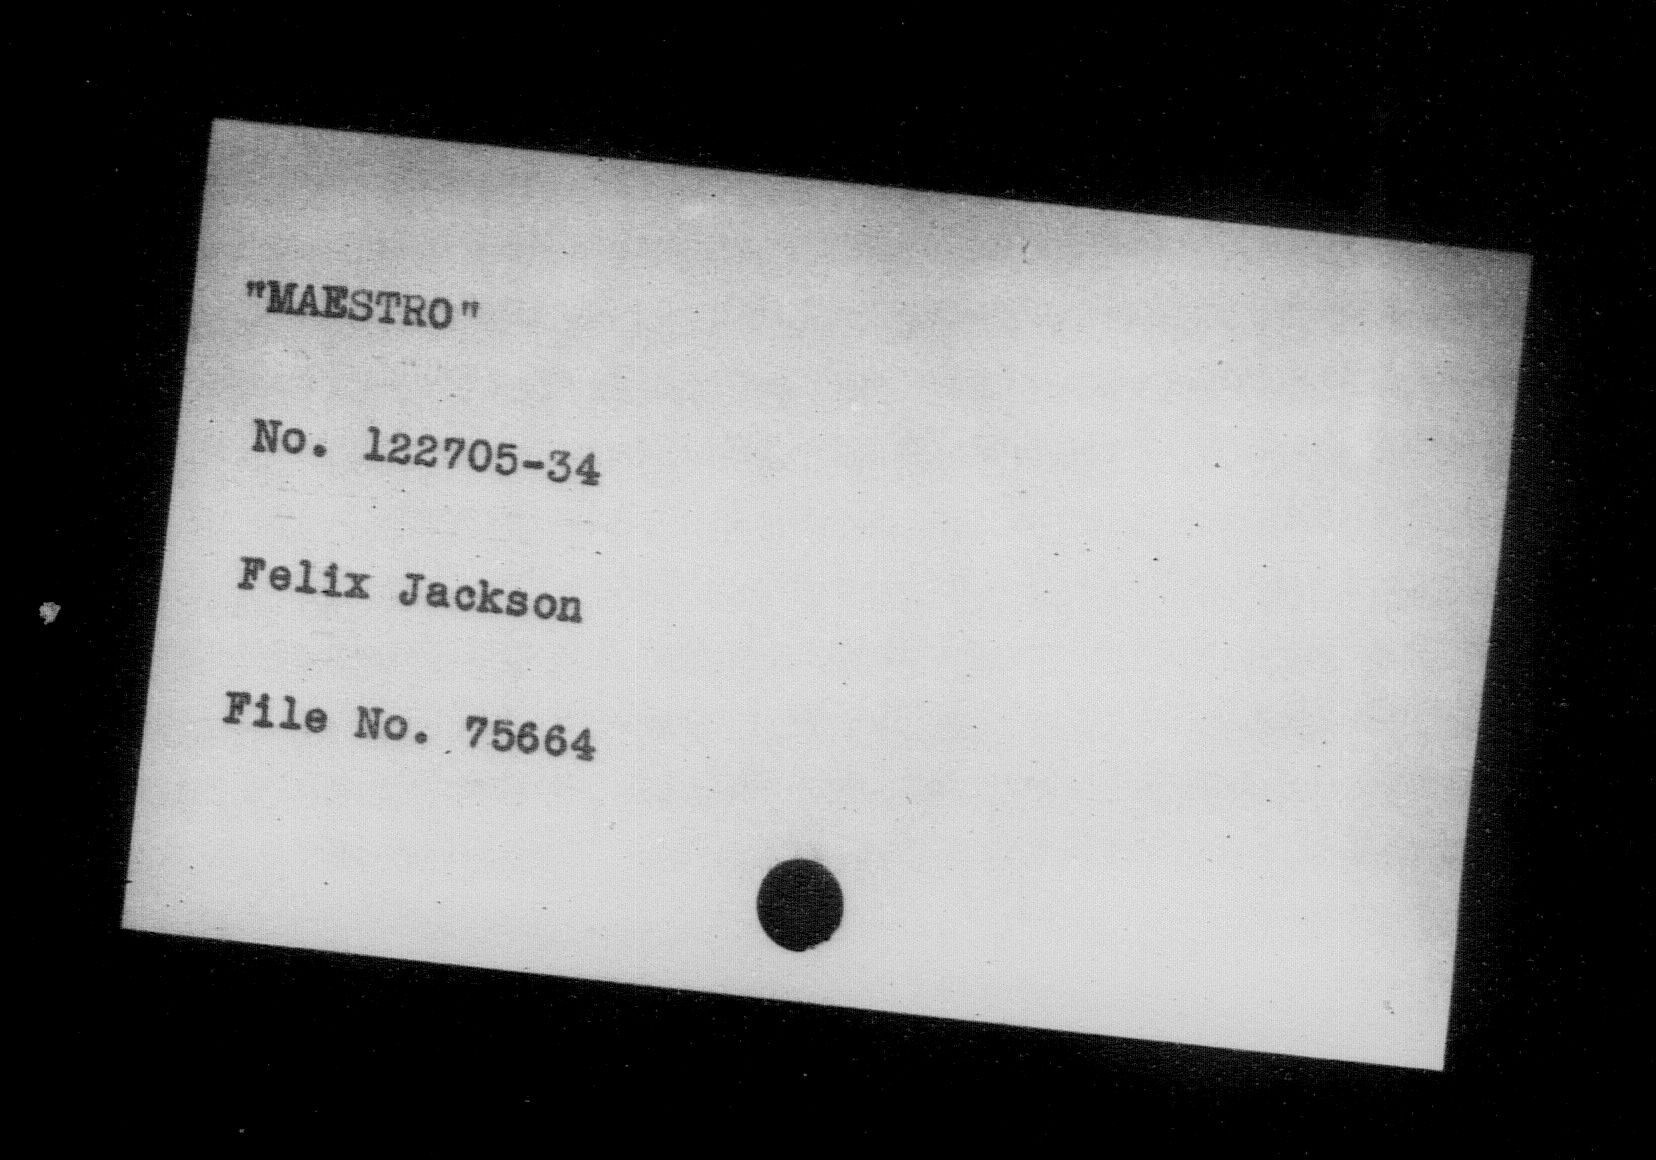 "MAESTRO"
No. 122705-34
Felix Jackson
File No. 75664